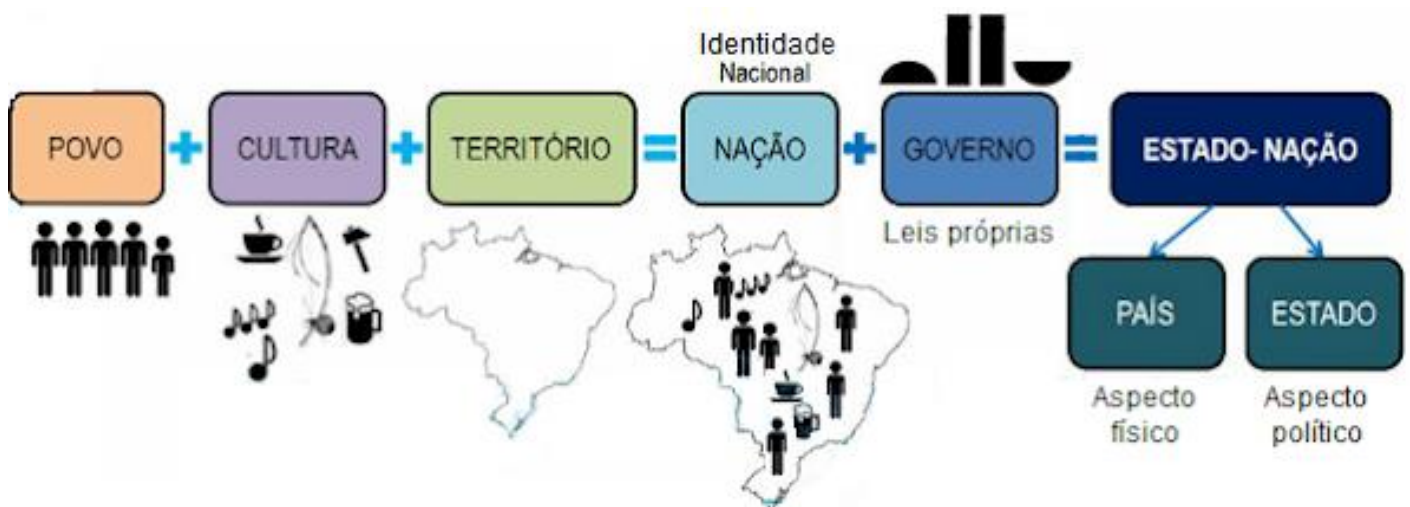 Identidade
Nacional
POVO + CULTURA + TERRITÓRIO = NAÇÃO + GOVERNO = ESTADO- NAÇÃO
Leis próprias
PAÍS
ESTADO
Aspecto
físico
Aspecto
político